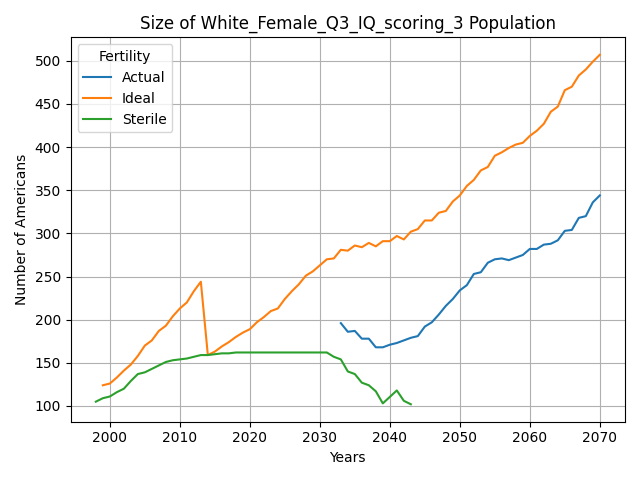 Size of White_Female_Q3_IQ_scoring_3 Population
Fertility
Actual
Ideal
Sterile
Number of Americans
500
450
400
350
300
250
200
150
100
2000 2010 2020 2030 2040 2050 2060 2070
Years